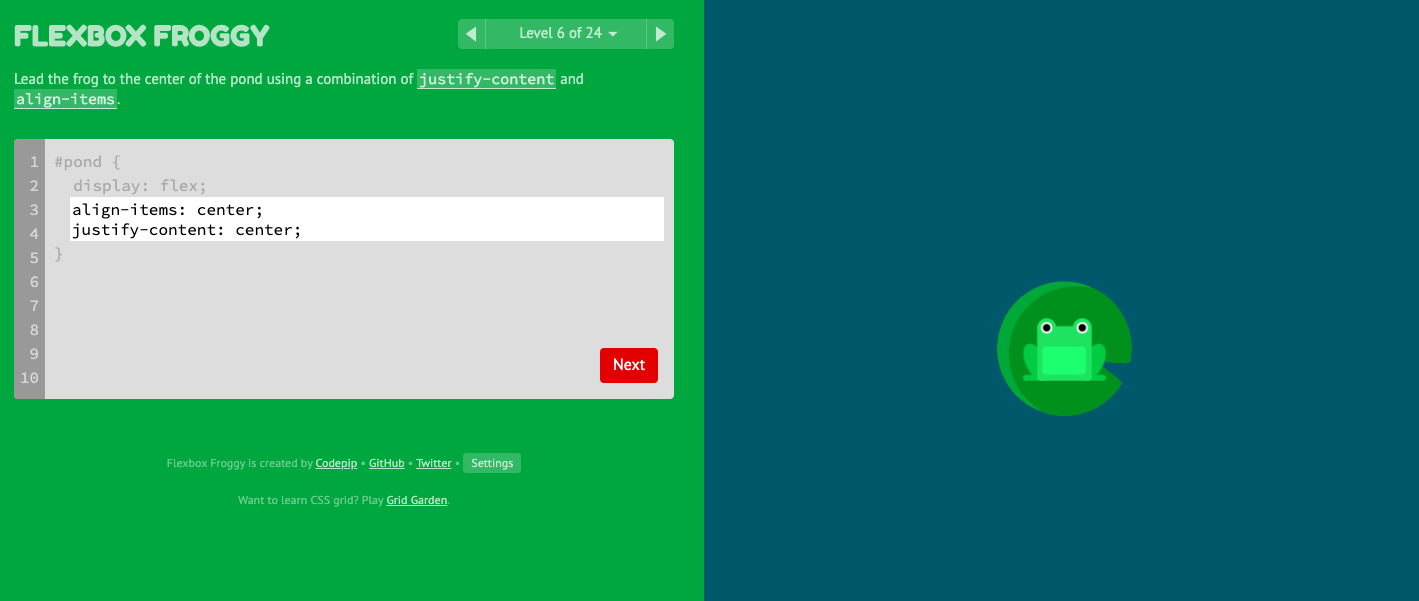 FLEXBOX FROGGY
Level 6 of 24
Lead the frog to the center of the pond using a combination of justify-content and
align-items.
1 #pond {
2 display: flex;
3 align-items: center;
4 justify-content: center;
5 }
6
7
8
9
10
Next
Flexbox Froggy is created by Codepip • GitHub • Twitter • Settings
Want to learn CSS grid? Play Grid Garden.